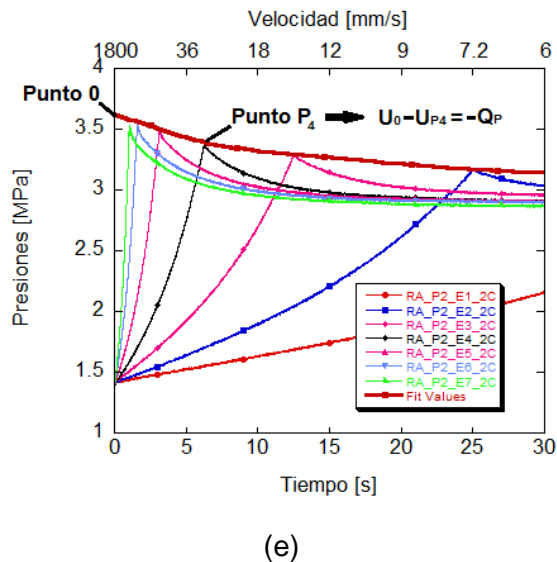 Velocidad [mm/s]
1800 36 18 12 9 7.2 6
4
3.5
3
2.5
2
1.5
1
Presiones [MPa]
Punto 0
Punto P4 U0-UP4 = -QP
RA_P2_E1_2C
RA_P2_E2_2C
RA_P2_E3_2C
RA_P2_E4_2C
RA_P2_E5_2C
RA_P2_E6_2C
RA_P2_E7_2C
Fit Values
0 5 10 15 20 25 30
Tiempo [s]
(e)